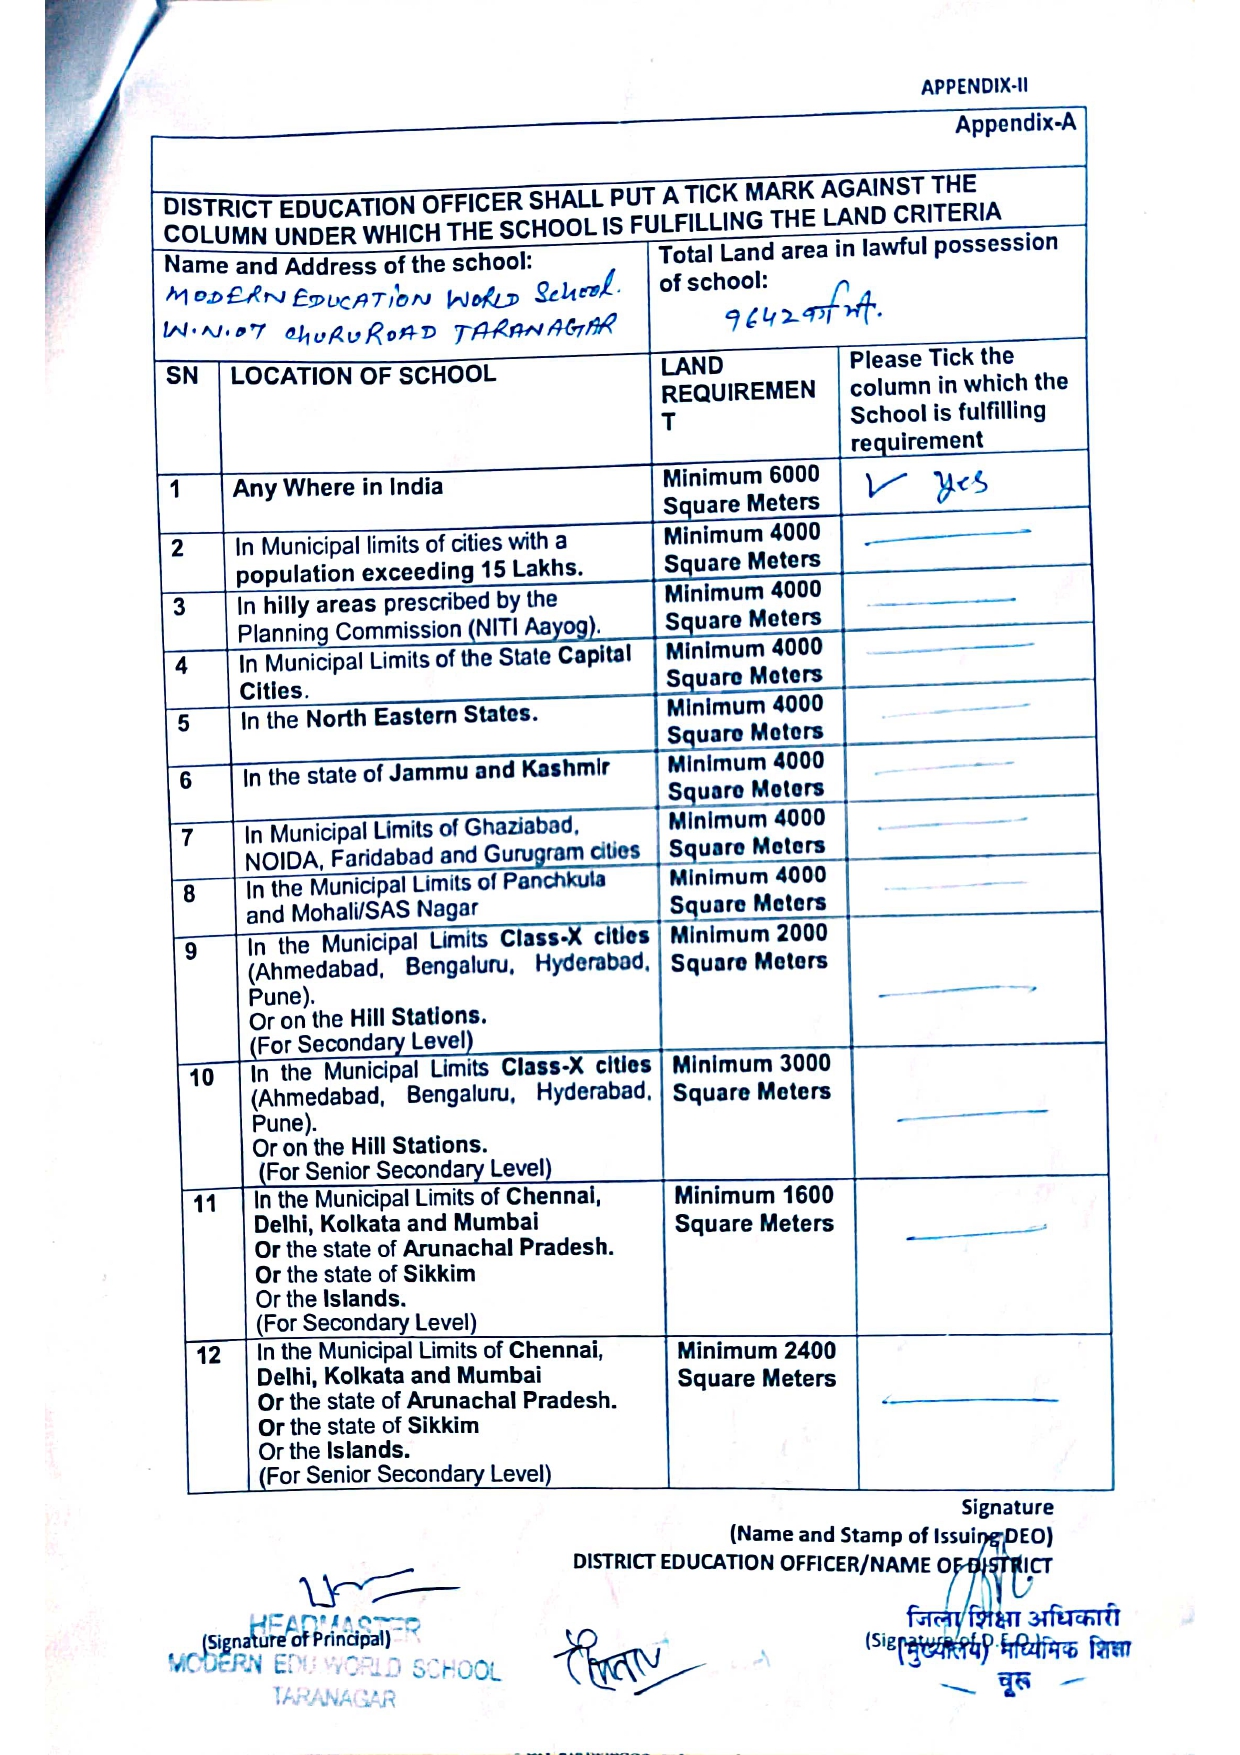 APPENDIX-II
Appendix-A
DISTRICT EDUCATION OFFICER SHALL PUT A TICK MARK AGAINST THE
COLUMN UNDER WHICH THE SCHOOL IS FULFILLING THE LAND CRITERIA
Name and Address of the school:
MODERN EDUCATION WORLD School.
W.N.07 CHURU ROAD TARANAGAR
Total Land area in lawful possession
of school:
9642 वर्ग मी.
SN
LOCATION OF SCHOOL
LAND
REQUIREMEN
T
Please Tick the
column in which the
School is fulfilling
requirement
1
Any Where in India
Minimum 6000
Square Meters
✓ Yes
2
In Municipal limits of cities with a
population exceeding 15 Lakhs.
Minimum 4000
Square Meters
3
In hilly areas prescribed by the
Planning Commission (NITI Aayog).
Minimum 4000
Square Meters
4
In Municipal Limits of the State Capital
Cities.
Minimum 4000
Square Meters
5
In the North Eastern States.
Minimum 4000
Square Meters
6
In the state of Jammu and Kashmir
Minimum 4000
Square Meters
7
In Municipal Limits of Ghaziabad,
NOIDA, Faridabad and Gurugram cities
Minimum 4000
Square Meters
8
In the Municipal Limits of Panchkula
and Mohali/SAS Nagar
Minimum 4000
Square Meters
9
In the Municipal Limits Class-X cities
(Ahmedabad, Bengaluru, Hyderabad,
Pune).
Or on the Hill Stations.
(For Secondary Level)
Minimum 2000
Square Meters
10
In the Municipal Limits Class-X cities
(Ahmedabad, Bengaluru, Hyderabad,
Pune).
Or on the Hill Stations.
(For Senior Secondary Level)
Minimum 3000
Square Meters
11
In the Municipal Limits of Chennai,
Delhi, Kolkata and Mumbai
Or the state of Arunachal Pradesh.
Or the state of Sikkim
Or the Islands.
(For Secondary Level)
Minimum 1600
Square Meters
12
In the Municipal Limits of Chennai,
Delhi, Kolkata and Mumbai
Or the state of Arunachal Pradesh.
Or the state of Sikkim
Or the Islands.
(For Senior Secondary Level)
Minimum 2400
Square Meters
Signature
(Name and Stamp of Issuing DEO)
DISTRICT EDUCATION OFFICER/NAME OF DISTRICT
HEADMASTER
(Signature of Principal)
MODERN EDU WORLD SCHOOL
TARANAGAR
जिला शिक्षा अधिकारी
(Signature of D.E.O.)
(मुख्यालय) माध्यमिक शिक्षा
चूरू